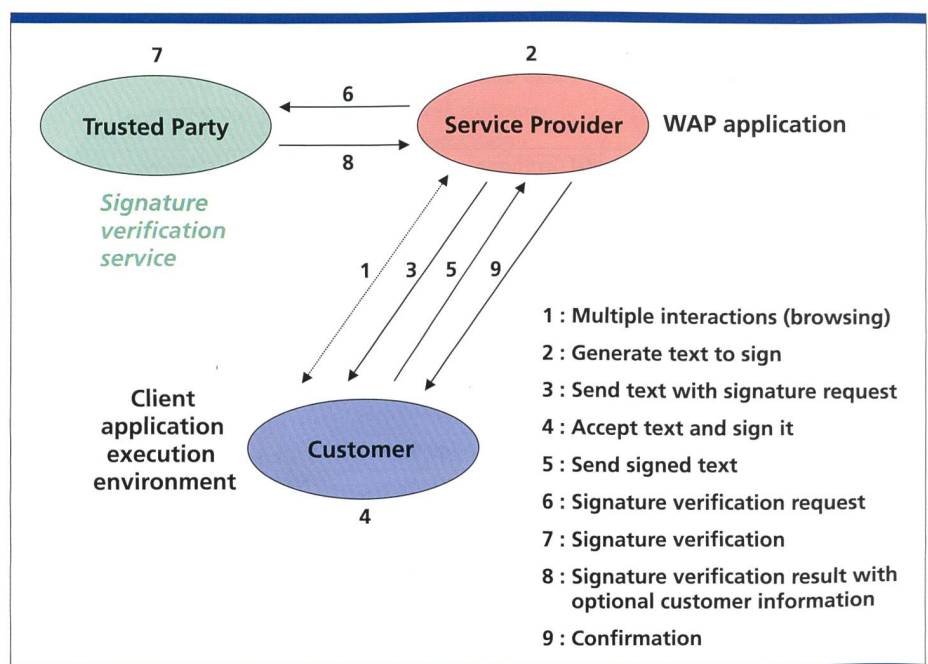 7
2
6
Trusted Party
Service Provider
WAP application
8
Signature
verification
service
1
3
5
9
Client
application
execution
environment
Customer
4
1 : Multiple interactions (browsing)
2 : Generate text to sign
3 : Send text with signature request
4 : Accept text and sign it
5 : Send signed text
6 : Signature verification request
7 : Signature verification
8 : Signature verification result with
optional customer information
9 : Confirmation